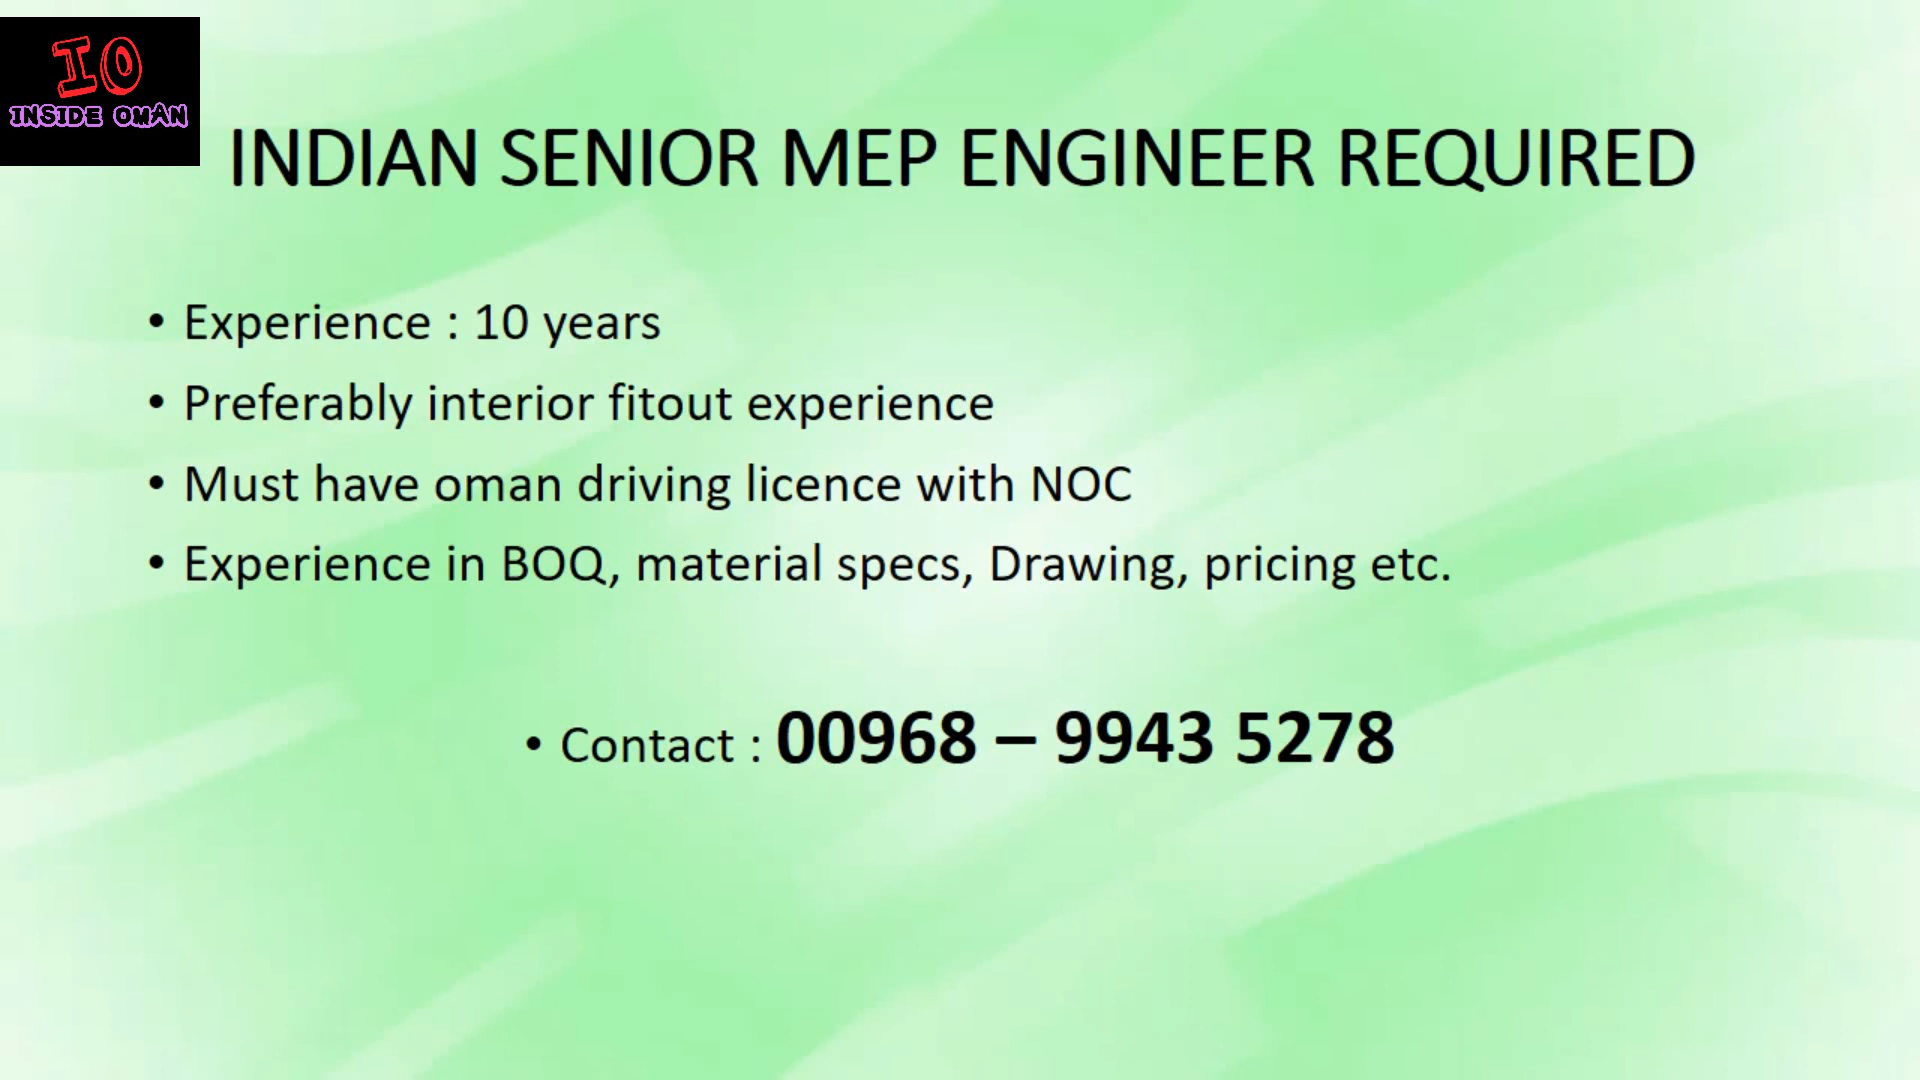 IO
INSIDE OMAN
INDIAN SENIOR MEP ENGINEER REQUIRED
• Experience : 10 years
• Preferably interior fitout experience
• Must have oman driving licence with NOC
• Experience in BOQ, material specs, Drawing, pricing etc.
• Contact : 00968 – 9943 5278